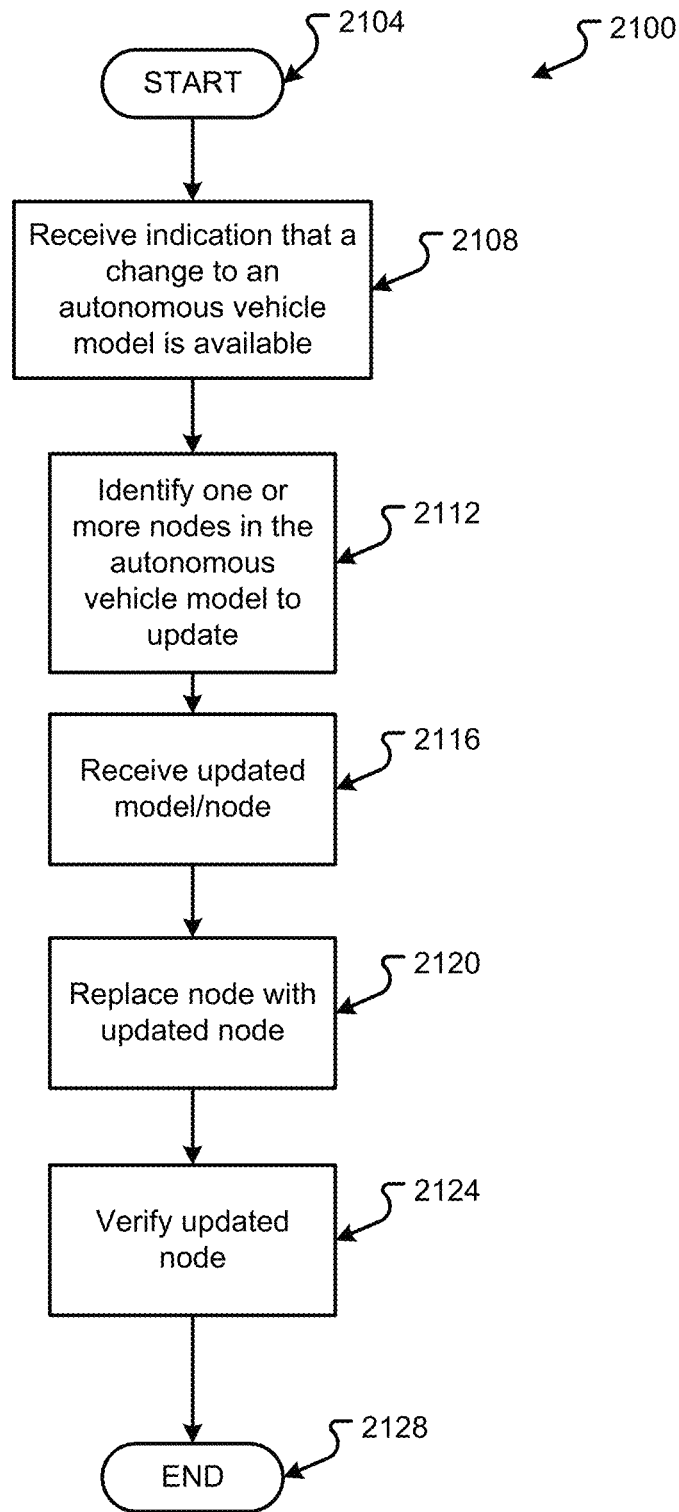 2104
2100
START
Receive indication that a
change to an
autonomous vehicle
model is available
2108
Identify one or
more nodes in the
autonomous
vehicle model to
update
2112
Receive updated
model/node
2116
Replace node with
updated node
2120
Verify updated
node
2124
END
2128